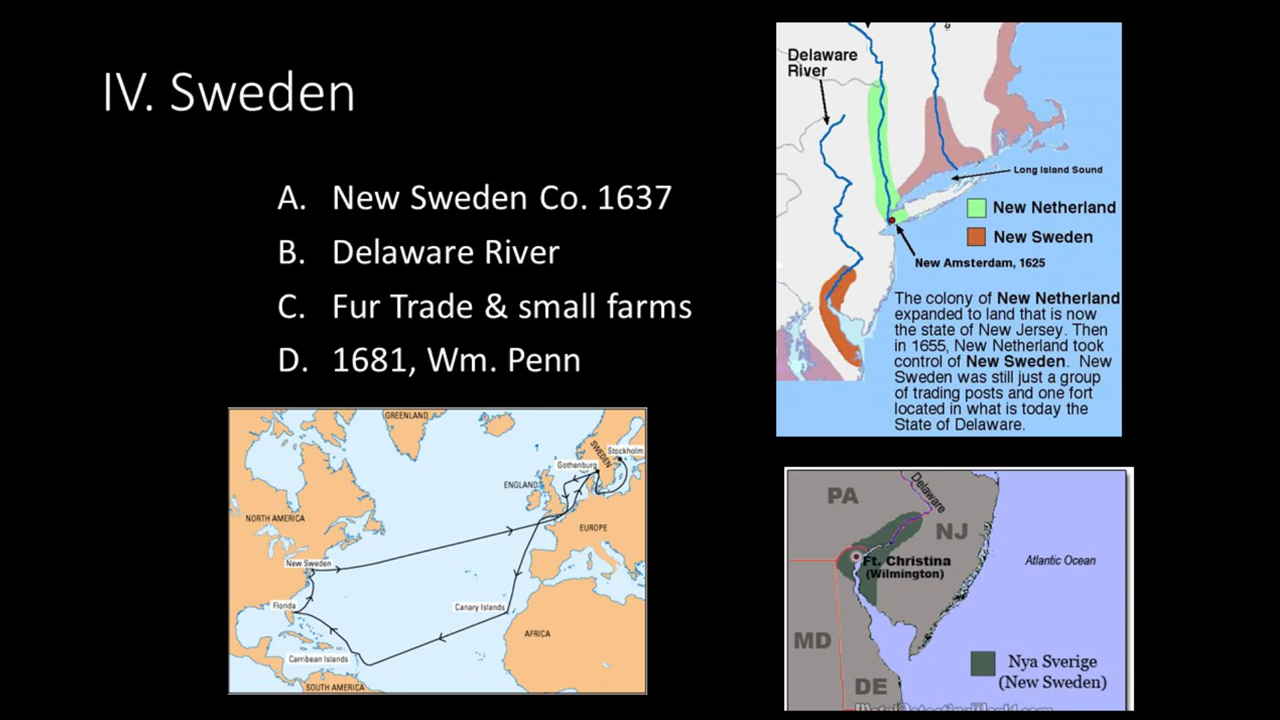 IV. Sweden
A. New Sweden Co. 1637
B. Delaware River
C. Fur Trade & small farms
D. 1681, Wm. Penn
Delaware
River
Long Island Sound
New Netherland
New Sweden
New Amsterdam, 1625
The colony of New Netherland
expanded to land that is now
the state of New Jersey. Then
in 1655, New Netherland took
control of New Sweden. New
Sweden was still just a group
of trading posts and one fort
located in what is today the
State of Delaware.
GREENLAND
SWEDEN
Stockholm
Gothenburg
ENGLAND
NORTH AMERICA
EUROPE
New Sweden
Florida
Canary Islands
AFRICA
Carribean Islands
SOUTH AMERICA
PA
Delaware
NJ
Ft. Christina
(Wilmington)
Atlantic Ocean
MD
Nya Sverige
(New Sweden)
DE